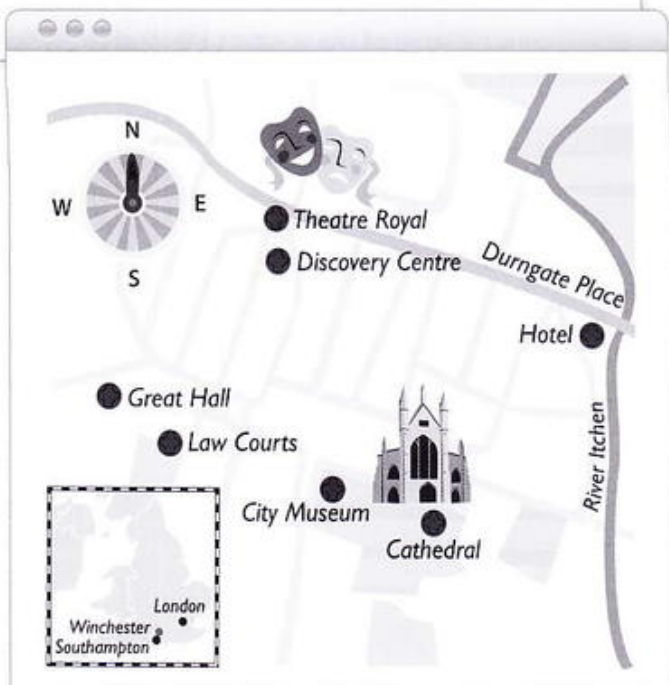 N
W E
S
Theatre Royal
Discovery Centre
Durngate Place
Hotel
Great Hall
Law Courts
River Itchen
City Museum
Cathedral
London
Winchester
Southampton